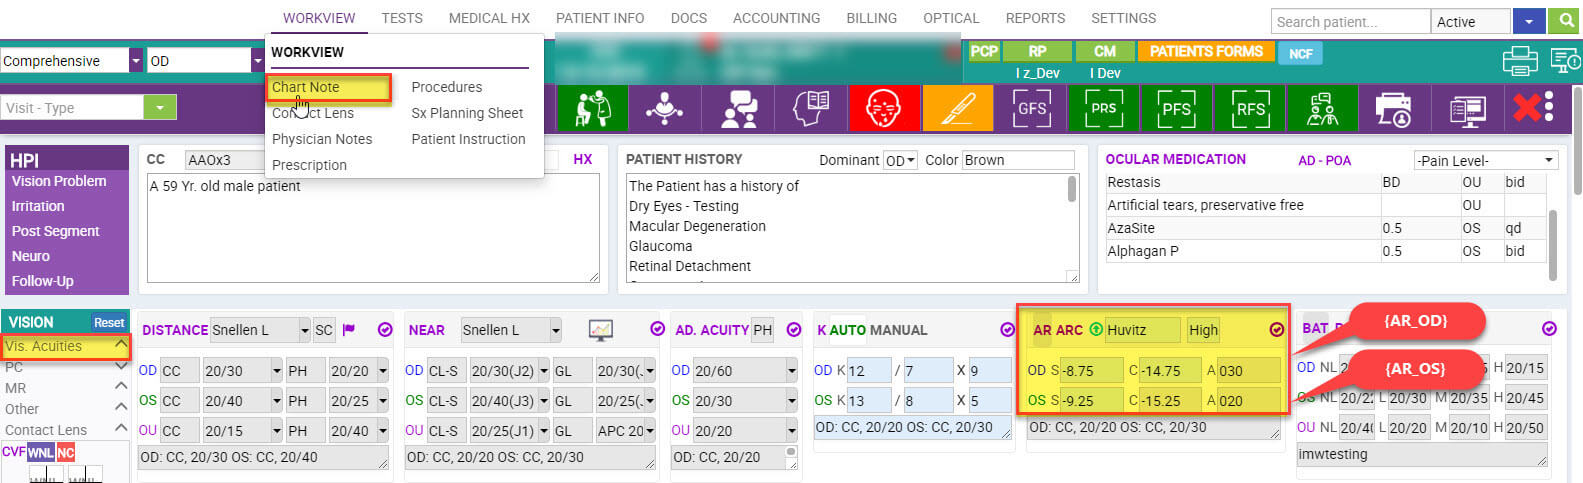 WORKVIEW TESTS MEDICAL HX PATIENT INFO DOCS ACCOUNTING BILLING OPTICAL REPORTS SETTINGS Search patient... Active
WORKVIEW
Chart Note Procedures
Contact Lens Sx Planning Sheet
Physician Notes Patient Instruction
Prescription
Comprehensive OD PCP RP CM PATIENTS FORMS NCF
I z_Dev I Dev
Visit - Type GFS PRS PFS RFS
HPI
Vision Problem
Irritation
Post Segment
Neuro
Follow-Up
CC AAOx3 HX
A 59 Yr. old male patient
PATIENT HISTORY Dominant OD Color Brown
The Patient has a history of
Dry Eyes - Testing
Macular Degeneration
Glaucoma
Retinal Detachment
OCULAR MEDICATION AD - POA -Pain Level-
Restasis BD OU bid
Artificial tears, preservative free OU
AzaSite 0.5 OS qd
Alphagan P 0.5 OS bid
VISION Reset
Vis. Acuities
PC
MR
Other
Contact Lens
CVF WNL NC
DISTANCE Snellen L SC
OD CC 20/30 PH 20/20
OS CC 20/40 PH 20/25
OU CC 20/15 PH 20/40
OD: CC, 20/30 OS: CC, 20/40
NEAR Snellen L
OD CL-S 20/30(J2) GL 20/30(.
OS CL-S 20/40(J3) GL 20/25(.
OU CL-S 20/25(J1) GL APC 20
OD: CC, 20/20 OS: CC, 20/30
AD. ACUITY PH
OD 20/60
OS 20/30
OU 20/20
OD: CC, 20/20
K AUTO MANUAL
OD K 12 / 7 X 9
OS K 13 / 8 X 5
OD: CC, 20/20 OS: CC, 20/30
AR ARC Huvitz High
OD S -8.75 C -14.75 A 030
OS S -9.25 C -15.25 A 020
OD: CC, 20/20 OS: CC, 20/30
{AR_OD}
{AR_OS}
BAT
OD NL H 20/15
OS NL 20/2 L 20/30 M 20/35 H 20/45
OU NL 20/4 L 20/20 M 20/10 H 20/50
imwtesting